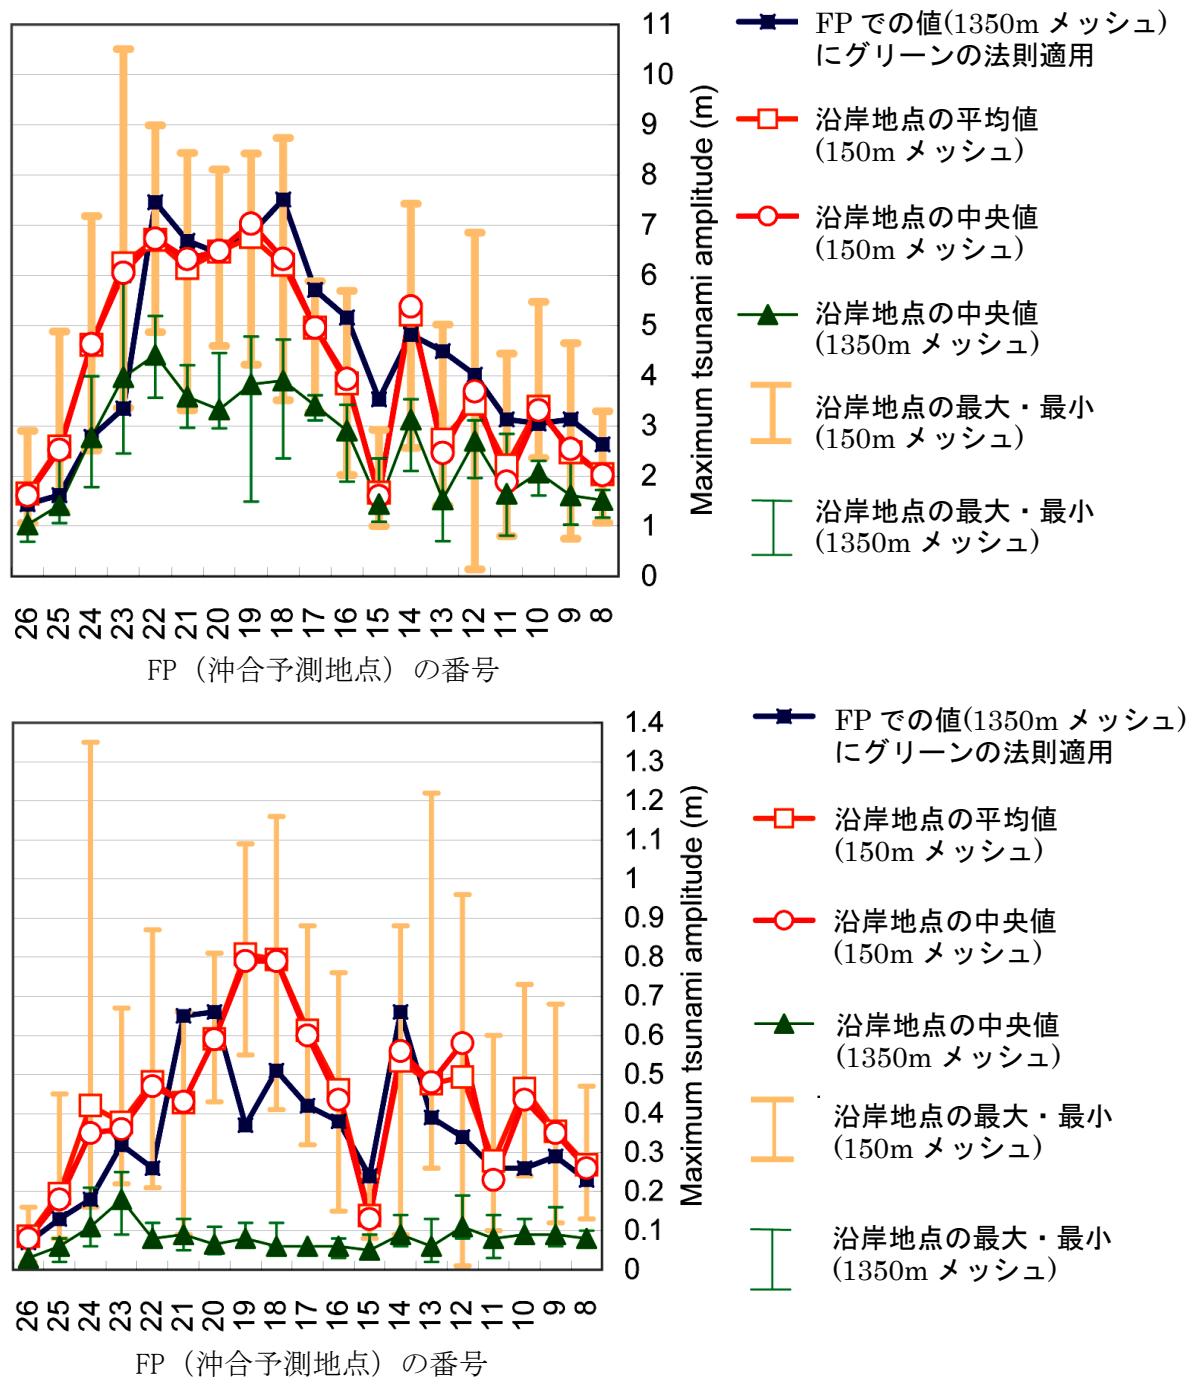 11
10
9
8
7
6
5
4
3
2
1
0
Maximum tsunami amplitude (m)
26 25 24 23 22 21 20 19 18 17 16 15 14 13 12 11 10 9 8
FP（沖合予測地点）の番号
FP での値(1350m メッシュ)
にグリーンの法則適用
沿岸地点の平均値
(150m メッシュ)
沿岸地点の中央値
(150m メッシュ)
沿岸地点の中央値
(1350m メッシュ)
沿岸地点の最大・最小
(150m メッシュ)
沿岸地点の最大・最小
(1350m メッシュ)
1.4
1.3
1.2
1.1
1
0.9
0.8
0.7
0.6
0.5
0.4
0.3
0.2
0.1
0
Maximum tsunami amplitude (m)
26 25 24 23 22 21 20 19 18 17 16 15 14 13 12 11 10 9 8
FP（沖合予測地点）の番号
FP での値(1350m メッシュ)
にグリーンの法則適用
沿岸地点の平均値
(150m メッシュ)
沿岸地点の中央値
(150m メッシュ)
沿岸地点の中央値
(1350m メッシュ)
沿岸地点の最大・最小
(150m メッシュ)
沿岸地点の最大・最小
(1350m メッシュ)